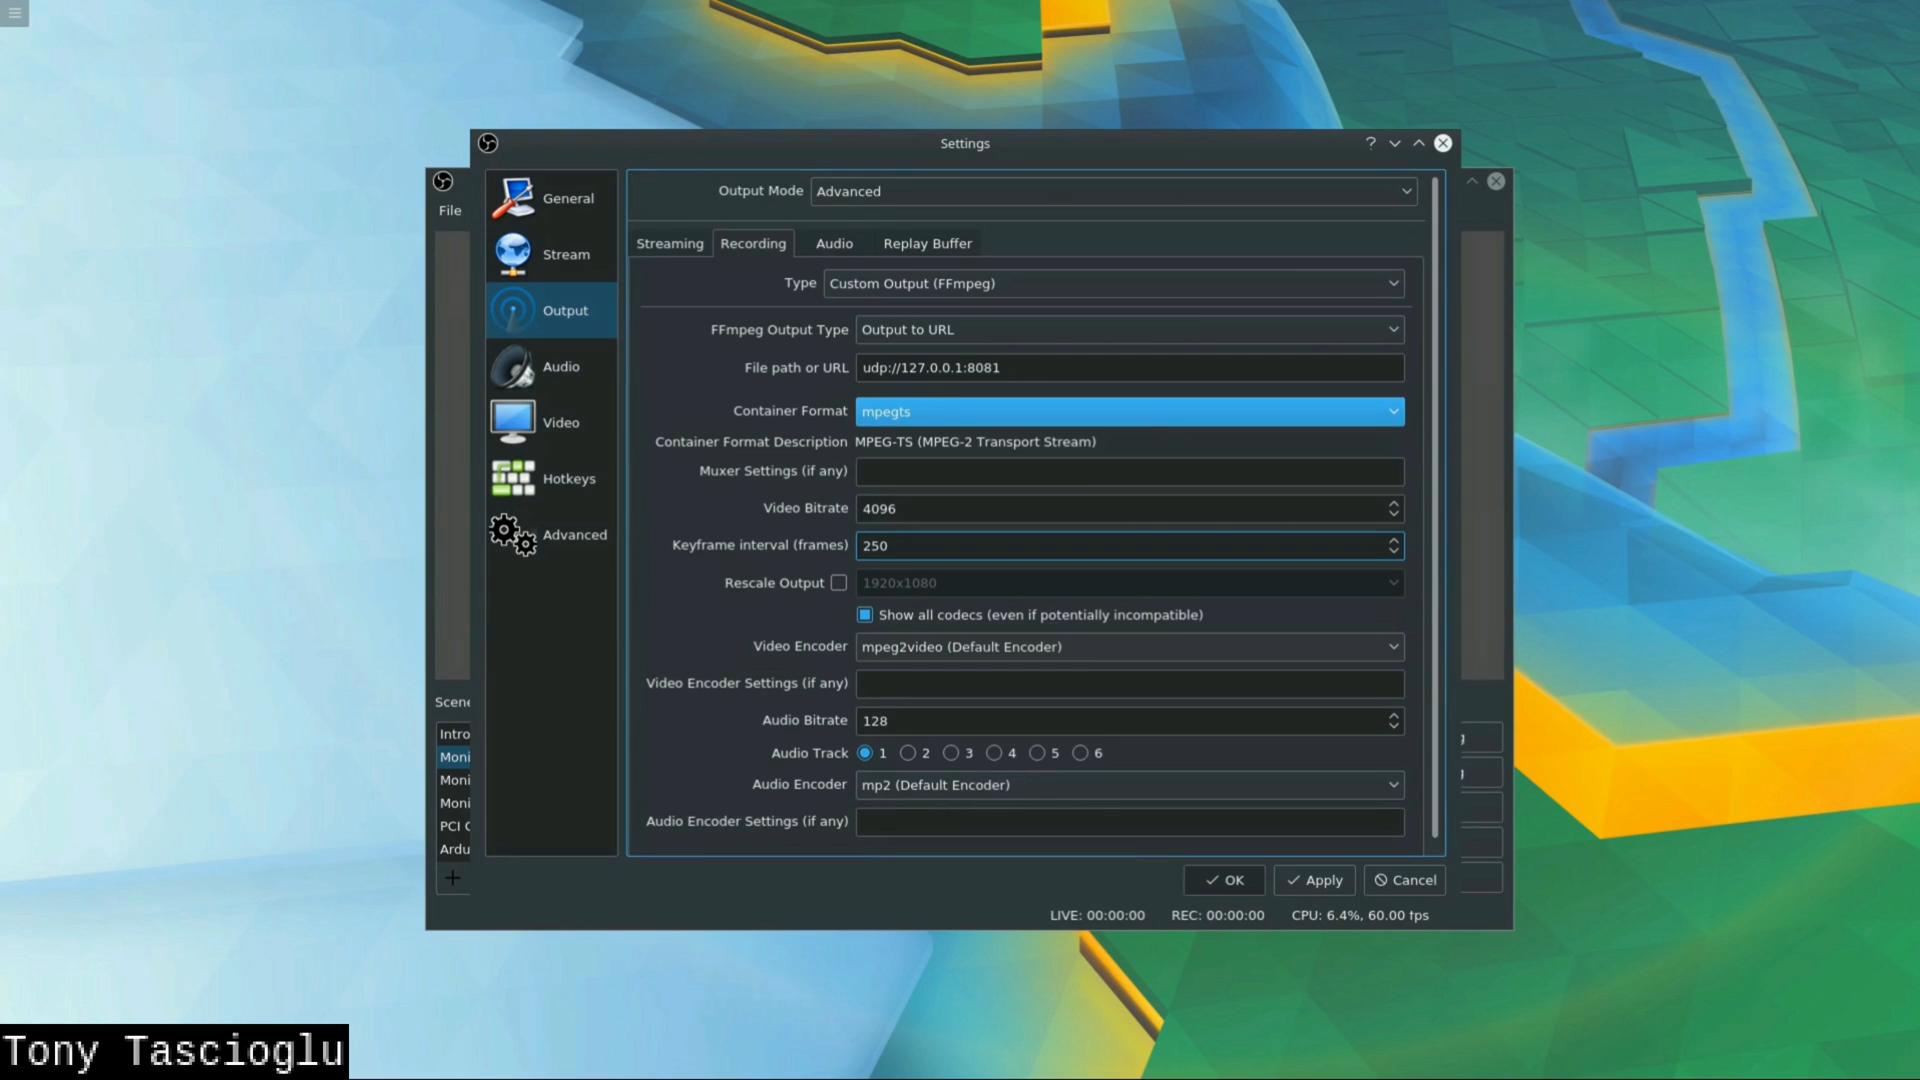 Settings
?
File
General
Stream
Output
Audio
Video
Hotkeys
Advanced
Output Mode Advanced
Streaming Recording Audio Replay Buffer
Type Custom Output (FFmpeg)
FFmpeg Output Type Output to URL
File path or URL udp://127.0.0.1:8081
Container Format mpegts
Container Format Description MPEG-TS (MPEG-2 Transport Stream)
Muxer Settings (if any)
Video Bitrate 4096
Keyframe interval (frames) 250
Rescale Output 1920x1080
Show all codecs (even if potentially incompatible)
Video Encoder mpeg2video (Default Encoder)
Video Encoder Settings (if any)
Audio Bitrate 128
Audio Track 1 2 3 4 5 6
Audio Encoder mp2 (Default Encoder)
Audio Encoder Settings (if any)
Scene
Intro
Moni
Moni
Moni
PCI
Ardu
OK Apply Cancel
LIVE: 00:00:00 REC: 00:00:00 CPU: 6.4%, 60.00 fps
Tony Tascioglu